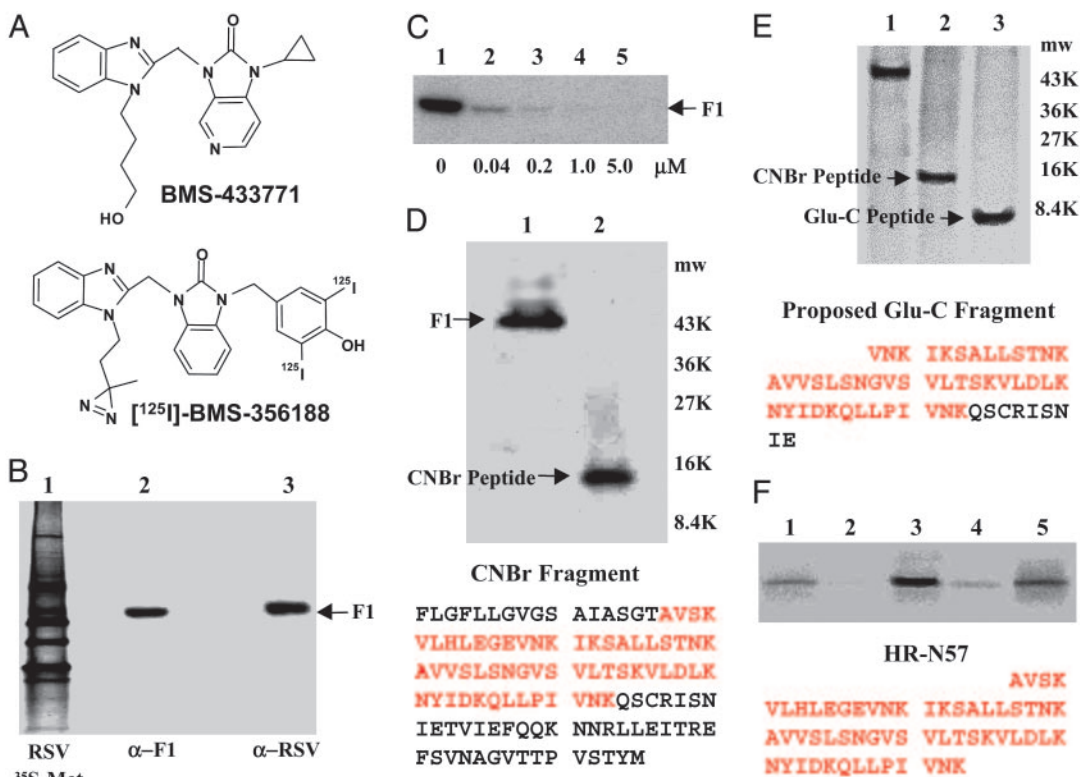 A
N
N
O
N
N
N
N
HO
BMS-433771
N
N
O
N
N
125I
OH
125I
N=N
[125I]-BMS-356188
B
1 2 3
F1
RSV α–F1 α–RSV
35S-Met
C
1 2 3 4 5
F1
0 0.04 0.2 1.0 5.0 μM
D
1 2
mw
F1
43K
36K
27K
16K
CNBr Peptide
8.4K
CNBr Fragment
FLGFLLGVGS AIASGTAVSK
VLHLEGEVNK IKSALLSTNK
AVVSLSNGVS VLTSKVLDLK
NYIDKQLLPI VNKQSCRISN
IETVIEFQQK NNRLLEITRE
FSVNAGVTTP VSTYM
E
1 2 3
mw
43K
36K
27K
CNBr Peptide 16K
Glu-C Peptide 8.4K
Proposed Glu-C Fragment
VNK IKSALLSTNK
AVVSLSNGVS VLTSKVLDLK
NYIDKQLLPI VNKQSCRISN
IE
F
1 2 3 4 5
HR-N57
AVSK
VLHLEGEVNK IKSALLSTNK
AVVSLSNGVS VLTSKVLDLK
NYIDKQLLPI VNK